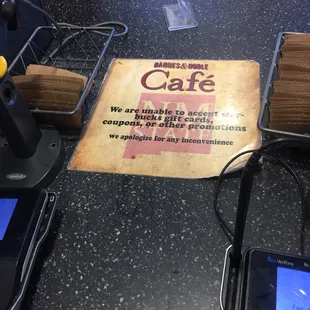 BARNES & NOBLE
Café
We are unable to accept star-
bucks gift cards,
coupons, or other promotions
we apologize for any inconvenience
VeriFone